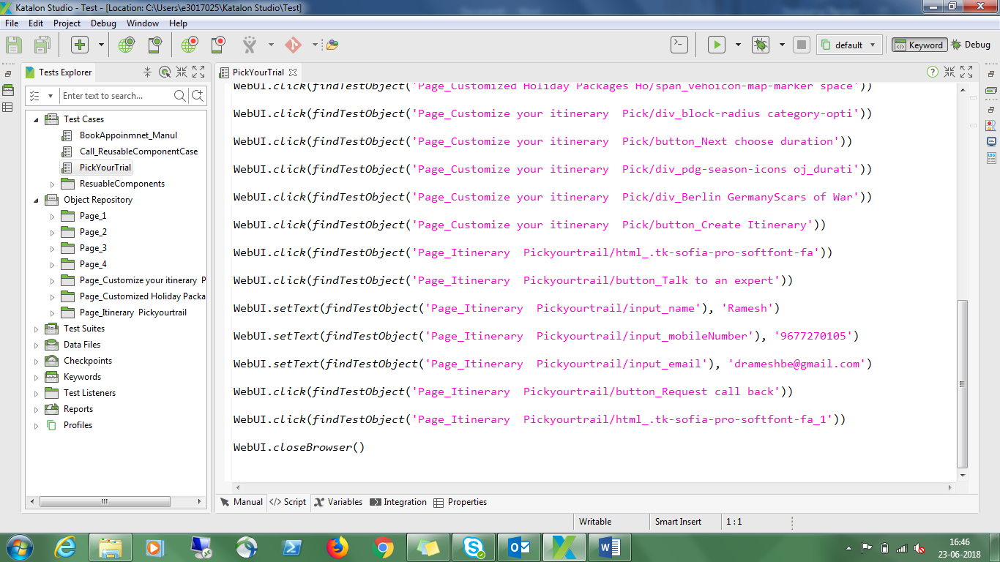 Katalon Studio - Test - [Location: C:\Users\e3017025\Katalon Studio\Test]
File Edit Project Debug Window Help
default
Keyword
Debug
Tests Explorer
Enter text to search...
Test Cases
BookAppoinmnet_Manul
Call_ReusableComponentCase
PickYourTrial
ResuableComponents
Object Repository
Page_1
Page_2
Page_3
Page_4
Page_Customize your itinerary P
Page_Customized Holiday Packa
Page_Itinerary Pickyourtrail
Test Suites
Data Files
Checkpoints
Keywords
Test Listeners
Reports
Profiles
PickYourTrial
WebUI.click(findTestObject('Page_Customized Holiday Packages Ho/span_vehoicon-map-marker space'))
WebUI.click(findTestObject('Page_Customize your itinerary  Pick/div_block-radius category-opti'))
WebUI.click(findTestObject('Page_Customize your itinerary  Pick/button_Next choose duration'))
WebUI.click(findTestObject('Page_Customize your itinerary  Pick/div_pdg-season-icons oj_durati'))
WebUI.click(findTestObject('Page_Customize your itinerary  Pick/div_Berlin GermanyScars of War'))
WebUI.click(findTestObject('Page_Customize your itinerary  Pick/button_Create Itinerary'))
WebUI.click(findTestObject('Page_Itinerary  Pickyourtrail/html_.tk-sofia-pro-softfont-fa'))
WebUI.click(findTestObject('Page_Itinerary  Pickyourtrail/button_Talk to an expert'))
WebUI.setText(findTestObject('Page_Itinerary  Pickyourtrail/input_name'), 'Ramesh')
WebUI.setText(findTestObject('Page_Itinerary  Pickyourtrail/input_mobileNumber'), '9677270105')
WebUI.setText(findTestObject('Page_Itinerary  Pickyourtrail/input_email'), 'drameshbe@gmail.com')
WebUI.click(findTestObject('Page_Itinerary  Pickyourtrail/button_Request call back'))
WebUI.click(findTestObject('Page_Itinerary  Pickyourtrail/html_.tk-sofia-pro-softfont-fa_1'))
WebUI.closeBrowser()
Manual
</> Script
Variables
Integration
Properties
Writable
Smart Insert
1 : 1
16:46
23-06-2018